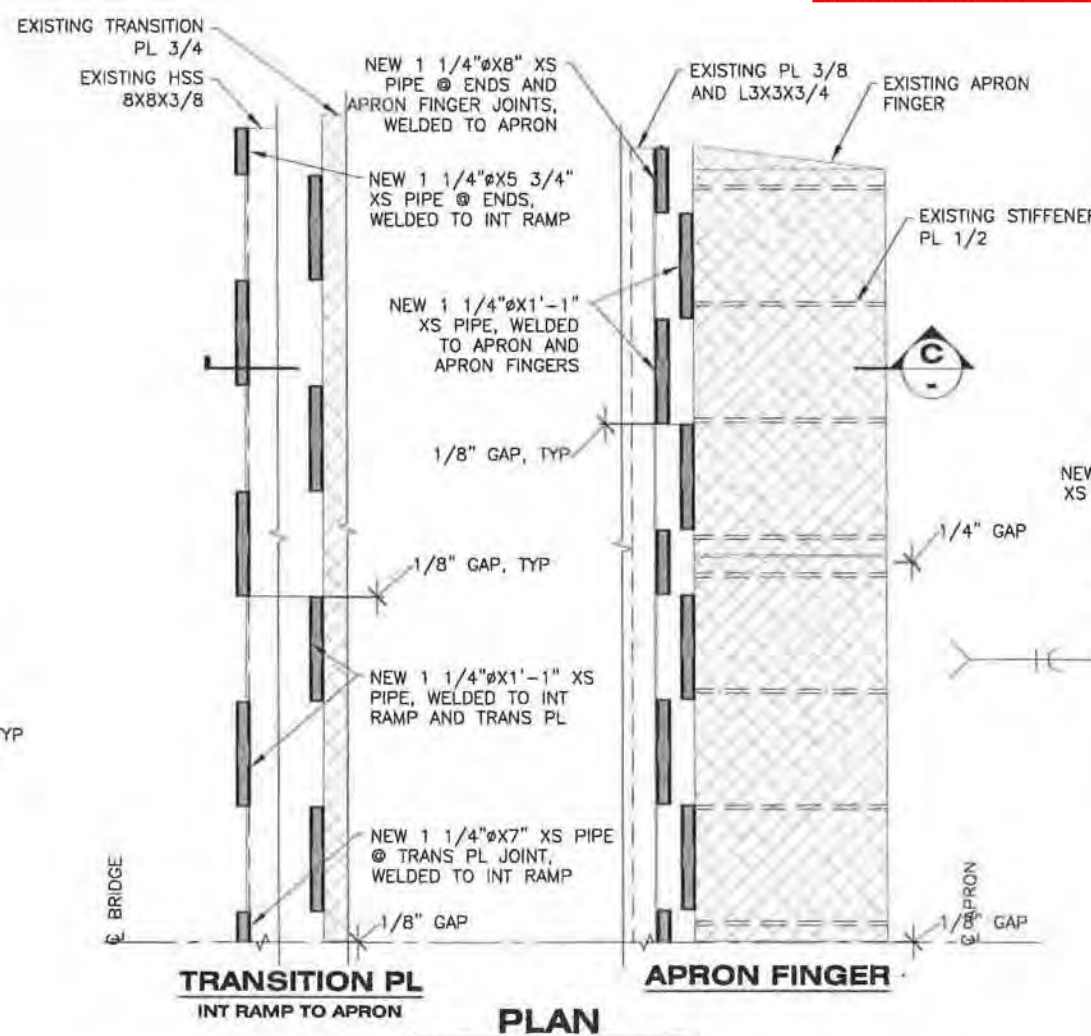 EXISTING TRANSITION
PL 3/4
EXISTING HSS
8X8X3/8
NEW 1 1/4"øX8" XS
PIPE @ ENDS AND
APRON FINGER JOINTS,
WELDED TO APRON
EXISTING PL 3/8
AND L3X3X3/4
EXISTING APRON
FINGER
NEW 1 1/4"øX5 3/4"
XS PIPE @ ENDS,
WELDED TO INT RAMP
EXISTING STIFFENER
PL 1/2
NEW 1 1/4"øX1'-1"
XS PIPE, WELDED
TO APRON AND
APRON FINGERS
C
-
1/8" GAP, TYP
NEW
XS
1/4" GAP
1/8" GAP, TYP
NEW 1 1/4"øX1'-1" XS
PIPE, WELDED TO INT
RAMP AND TRANS PL
YP
NEW 1 1/4"øX7" XS PIPE
@ TRANS PL JOINT,
WELDED TO INT RAMP
℄ BRIDGE
1/8" GAP
℄ APRON
1/8" GAP
TRANSITION PL
INT RAMP TO APRON
APRON FINGER
PLAN